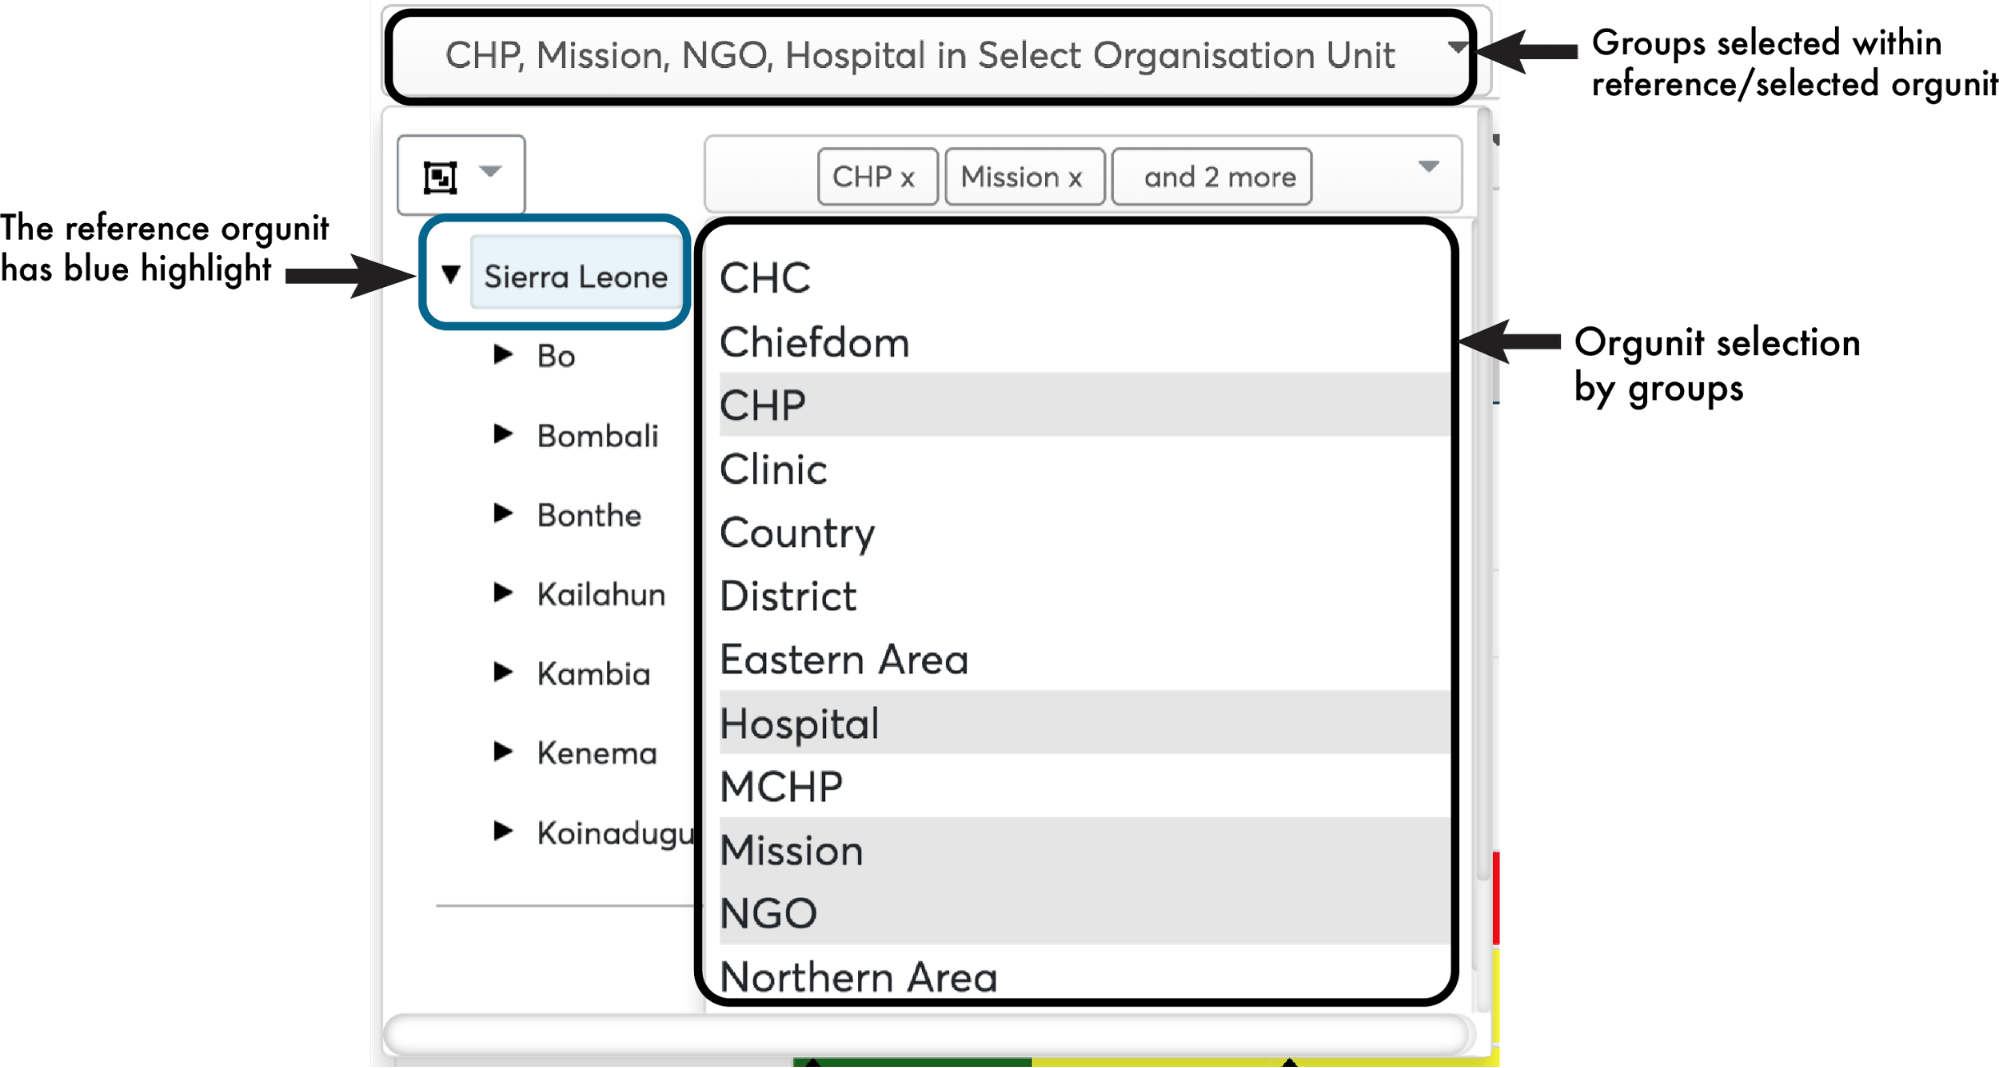 CHP, Mission, NGO, Hospital in Select Organisation Unit
Groups selected within
reference/selected orgunit
CHP x
Mission x
and 2 more
The reference orgunit
has blue highlight
Sierra Leone
Bo
Bombali
Bonthe
Kailahun
Kambia
Kenema
Koinadugu
CHC
Chiefdom
CHP
Clinic
Country
District
Eastern Area
Hospital
MCHP
Mission
NGO
Northern Area
Orgunit selection
by groups